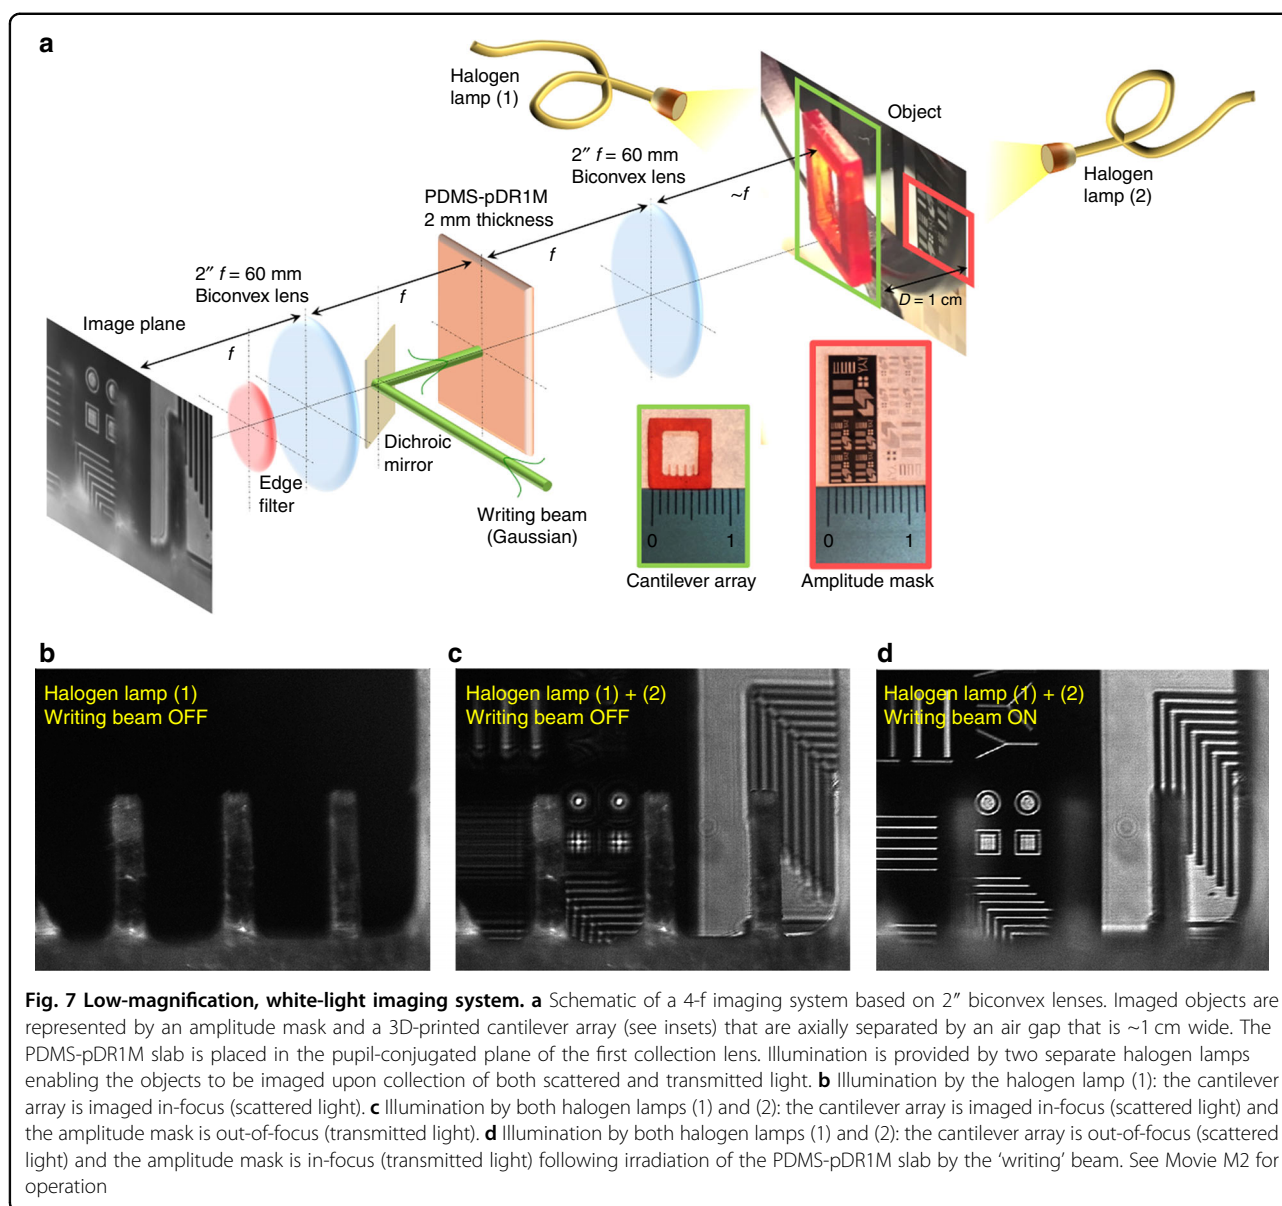 a
Halogen
lamp (1)
Object
Halogen
lamp (2)
2″ f = 60 mm
Biconvex lens
~f
PDMS-pDR1M
2 mm thickness
f
D = 1 cm
2″ f = 60 mm
Biconvex lens
f
Image plane
f
Dichroic
mirror
Edge
filter
Writing beam
(Gaussian)
0 1
Cantilever array
0 1
Amplitude mask
b
Halogen lamp (1)
Writing beam OFF
c
Halogen lamp (1) + (2)
Writing beam OFF
d
Halogen lamp (1) + (2)
Writing beam ON
Fig. 7 Low-magnification, white-light imaging system. a Schematic of a 4-f imaging system based on 2″ biconvex lenses. Imaged objects are
represented by an amplitude mask and a 3D-printed cantilever array (see insets) that are axially separated by an air gap that is ~1 cm wide. The
PDMS-pDR1M slab is placed in the pupil-conjugated plane of the first collection lens. Illumination is provided by two separate halogen lamps
enabling the objects to be imaged upon collection of both scattered and transmitted light. b Illumination by the halogen lamp (1): the cantilever
array is imaged in-focus (scattered light). c Illumination by both halogen lamps (1) and (2): the cantilever array is imaged in-focus (scattered light) and
the amplitude mask is out-of-focus (transmitted light). d Illumination by both halogen lamps (1) and (2): the cantilever array is out-of-focus (scattered
light) and the amplitude mask is in-focus (transmitted light) following irradiation of the PDMS-pDR1M slab by the ‘writing’ beam. See Movie M2 for
operation